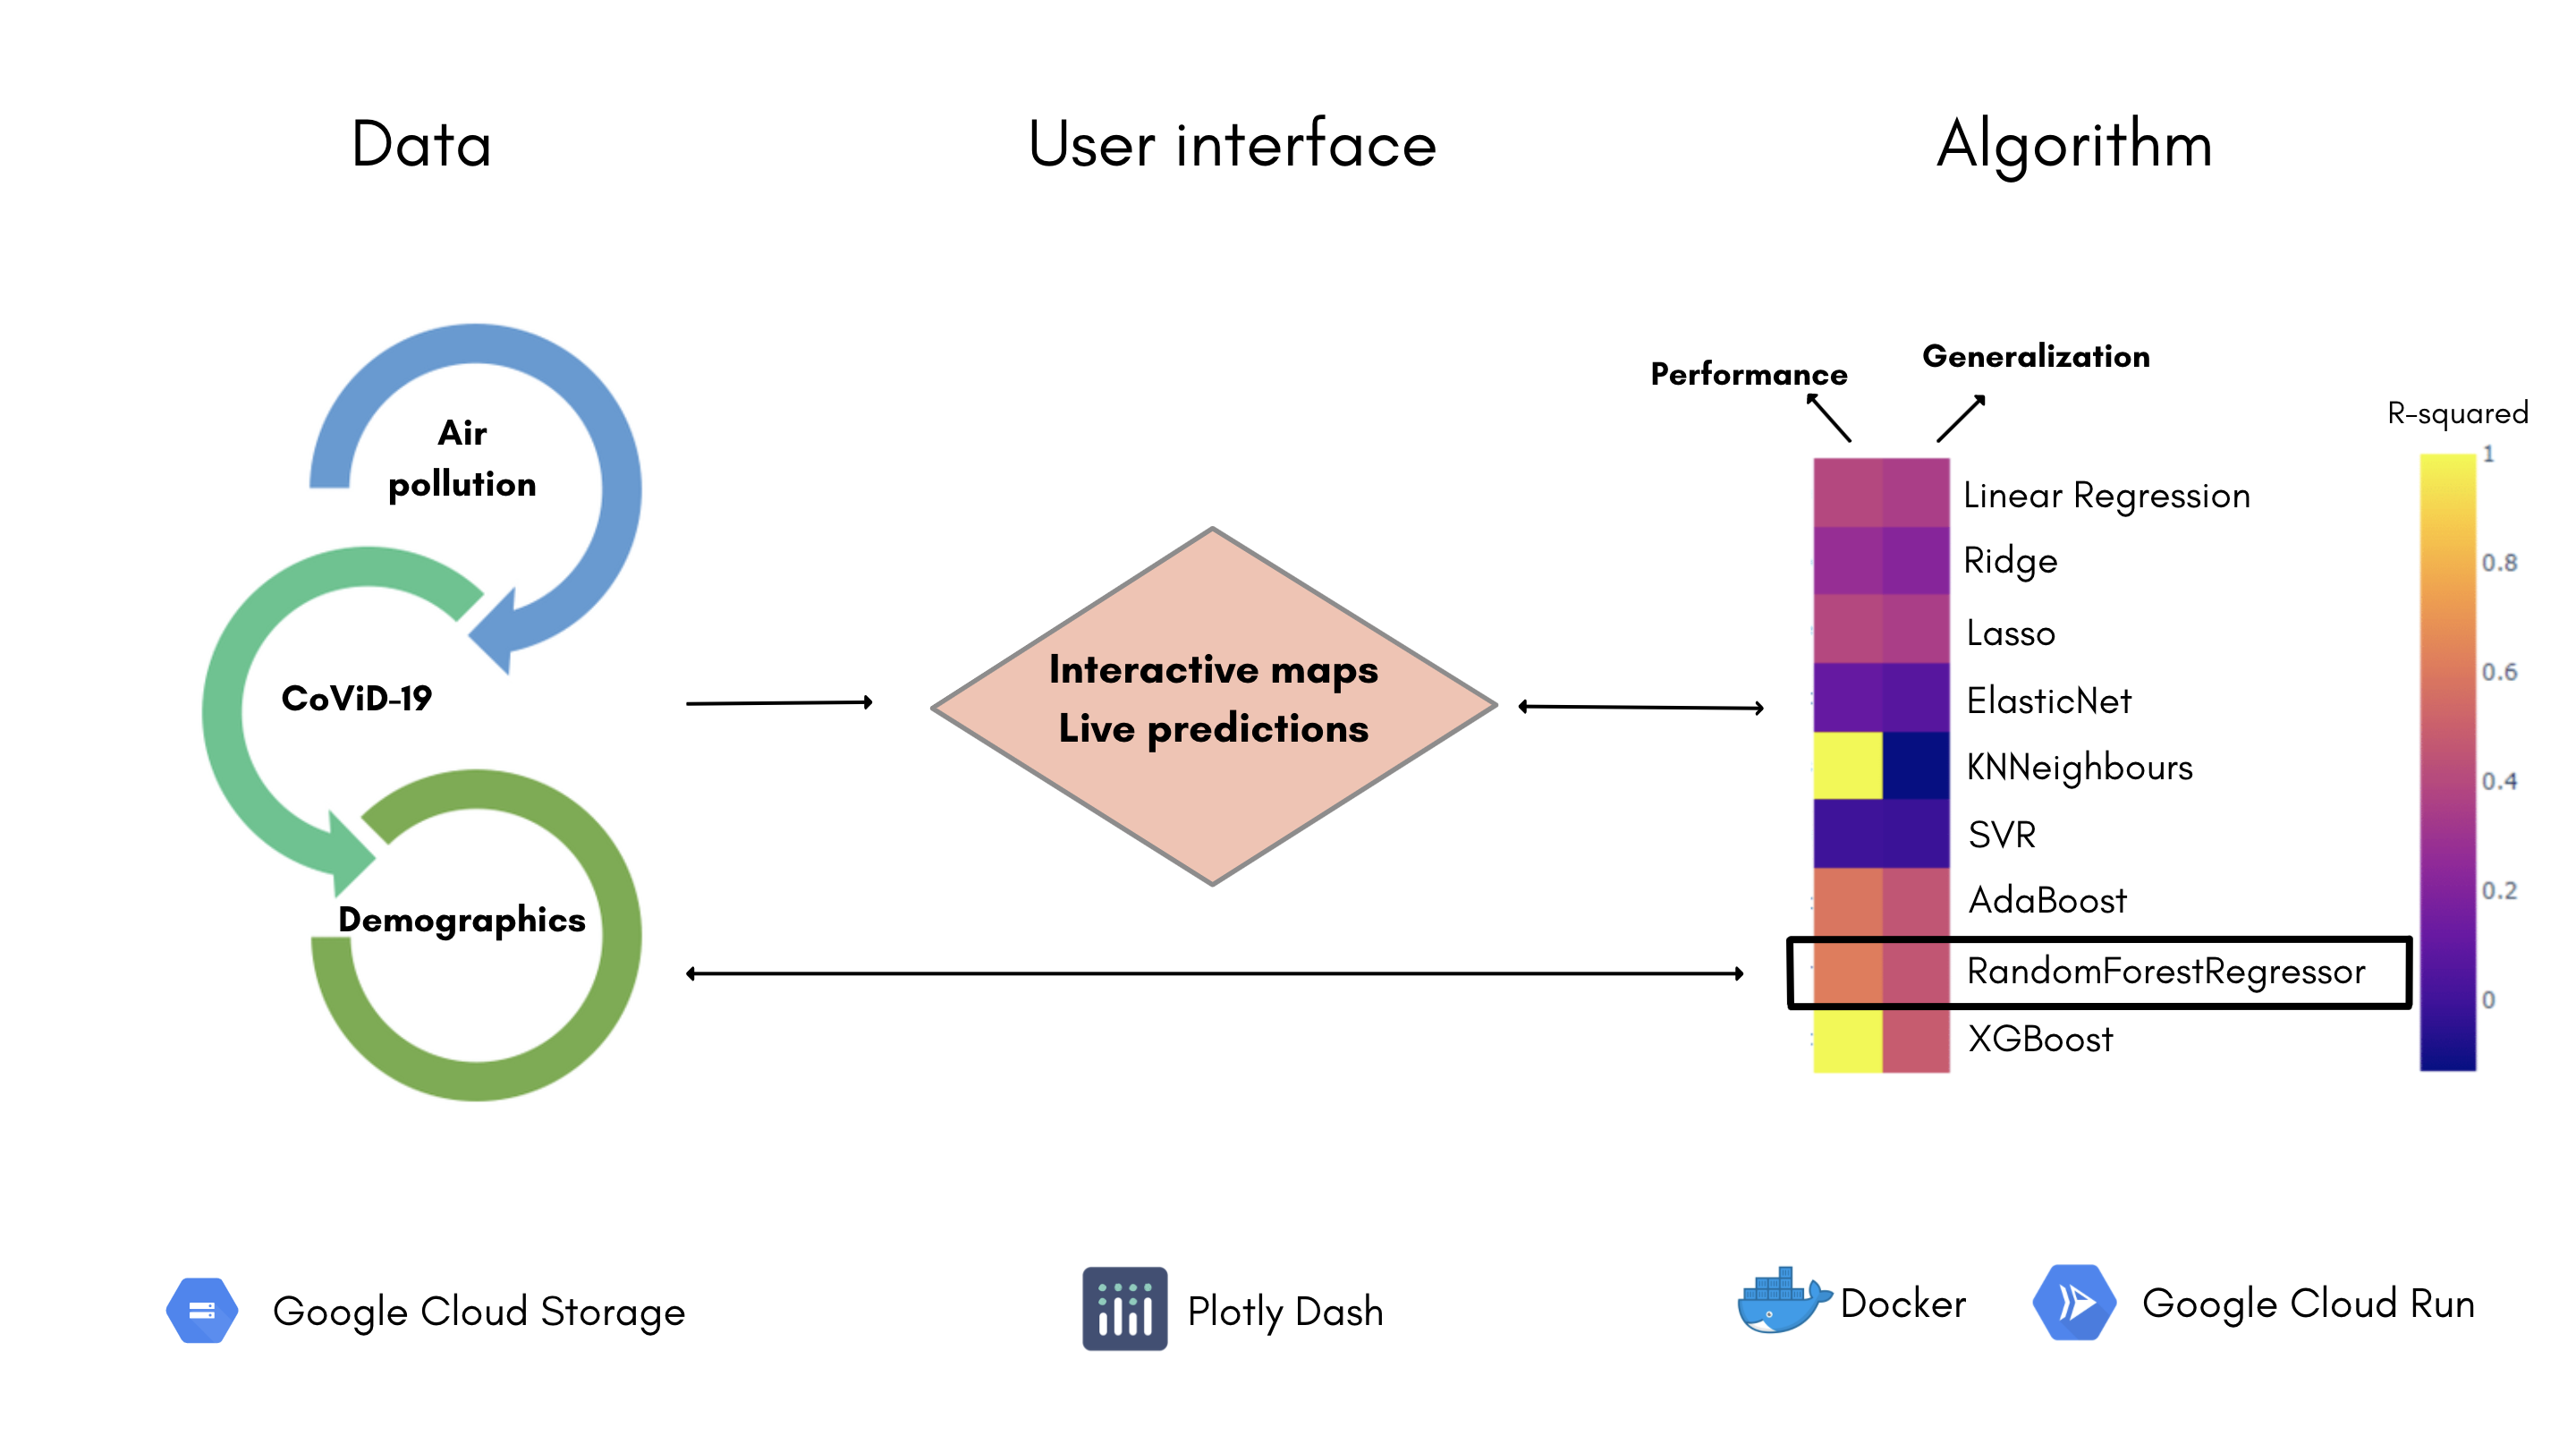 Data
User interface
Algorithm
Air
pollution
CoViD-19
Demographics
Interactive maps
Live predictions
Performance
Generalization
Linear Regression
Ridge
Lasso
ElasticNet
KNNeighbours
SVR
AdaBoost
RandomForestRegressor
XGBoost
R-squared
1
0.8
0.6
0.4
0.2
0
Google Cloud Storage
Plotly Dash
Docker
Google Cloud Run